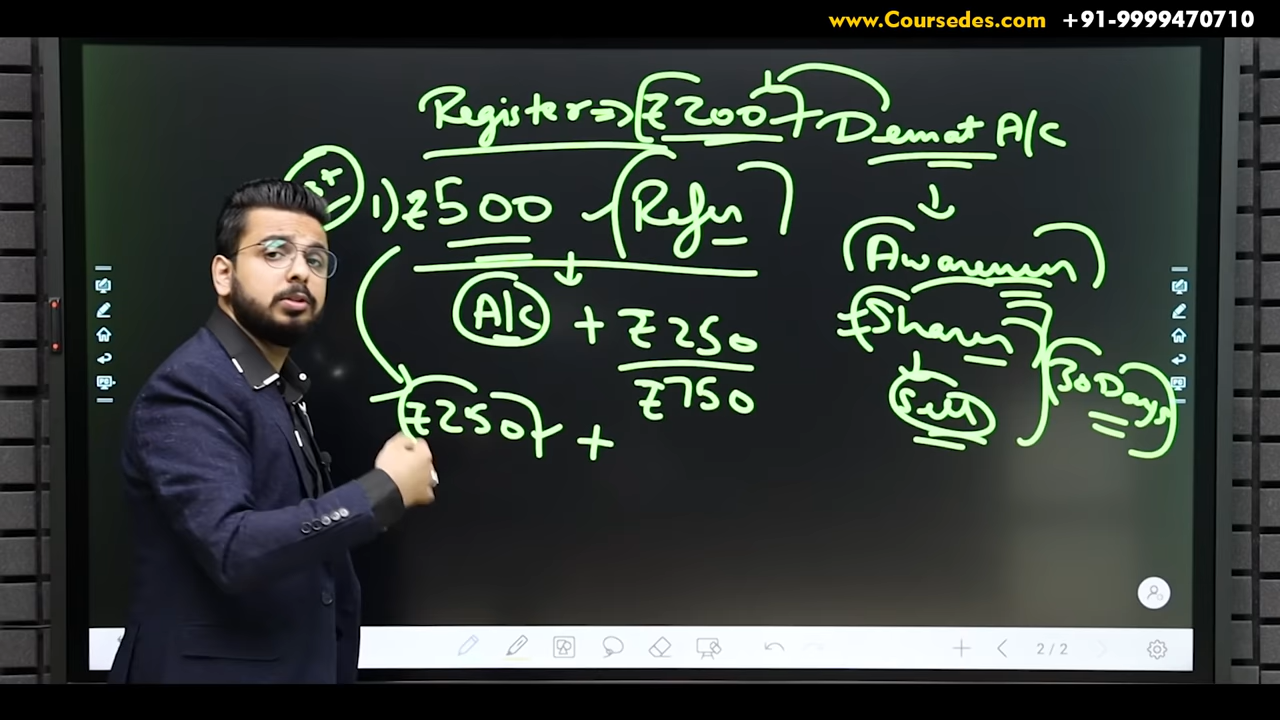 www.Coursedes.com +91-9999470710
Register => ₹200 + Demat A/c
1) ₹500 - (Refer)
(Awareness)
A/c + ₹250
Shares
₹750
30 Days
₹250 +
2/2